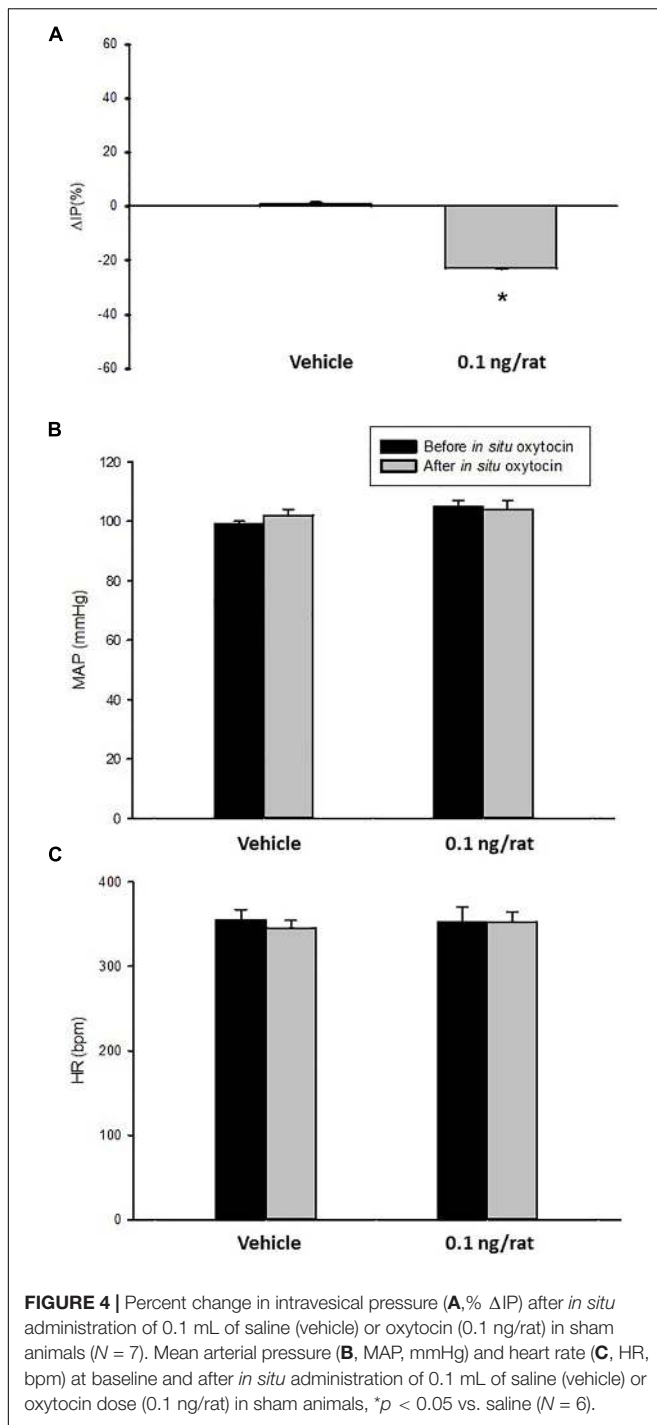 A
60
40
20
0
-20
-40
-60
ΔIP(%)
*
Vehicle 0.1 ng/rat
B
Before in situ oxytocin
After in situ oxytocin
120
100
80
60
40
20
0
MAP (mmHg)
Vehicle 0.1 ng/rat
C
400
300
200
100
0
HR (bpm)
Vehicle 0.1 ng/rat
FIGURE 4 | Percent change in intravesical pressure (A,% ΔIP) after in situ
administration of 0.1 mL of saline (vehicle) or oxytocin (0.1 ng/rat) in sham
animals (N = 7). Mean arterial pressure (B, MAP, mmHg) and heart rate (C, HR,
bpm) at baseline and after in situ administration of 0.1 mL of saline (vehicle) or
oxytocin dose (0.1 ng/rat) in sham animals, *p < 0.05 vs. saline (N = 6).